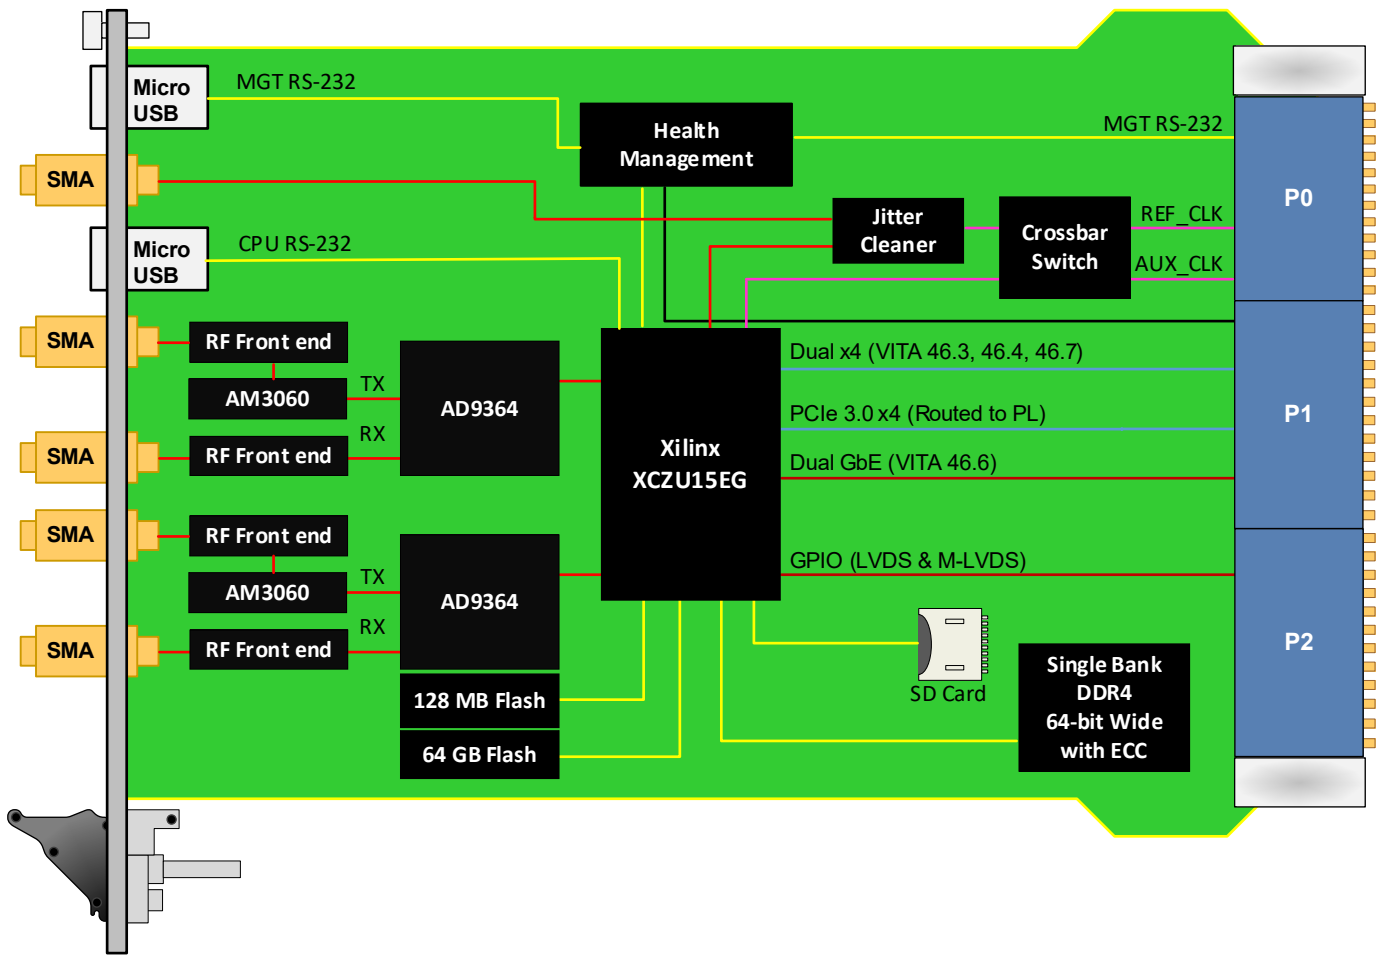 Micro
USB
MGT RS-232
Health
Management
MGT RS-232
SMA
P0
Jitter
Cleaner
Crossbar
Switch
REF_CLK
AUX_CLK
Micro
USB
CPU RS-232
SMA
RF Front end
AM3060
TX
AD9364
RX
SMA
RF Front end
Xilinx
XCZU15EG
Dual x4 (VITA 46.3, 46.4, 46.7)
PCIe 3.0 x4 (Routed to PL)
Dual GbE (VITA 46.6)
P1
SMA
RF Front end
AM3060
TX
AD9364
RX
SMA
RF Front end
GPIO (LVDS & M-LVDS)
P2
128 MB Flash
64 GB Flash
SD Card
Single Bank
DDR4
64-bit Wide
with ECC